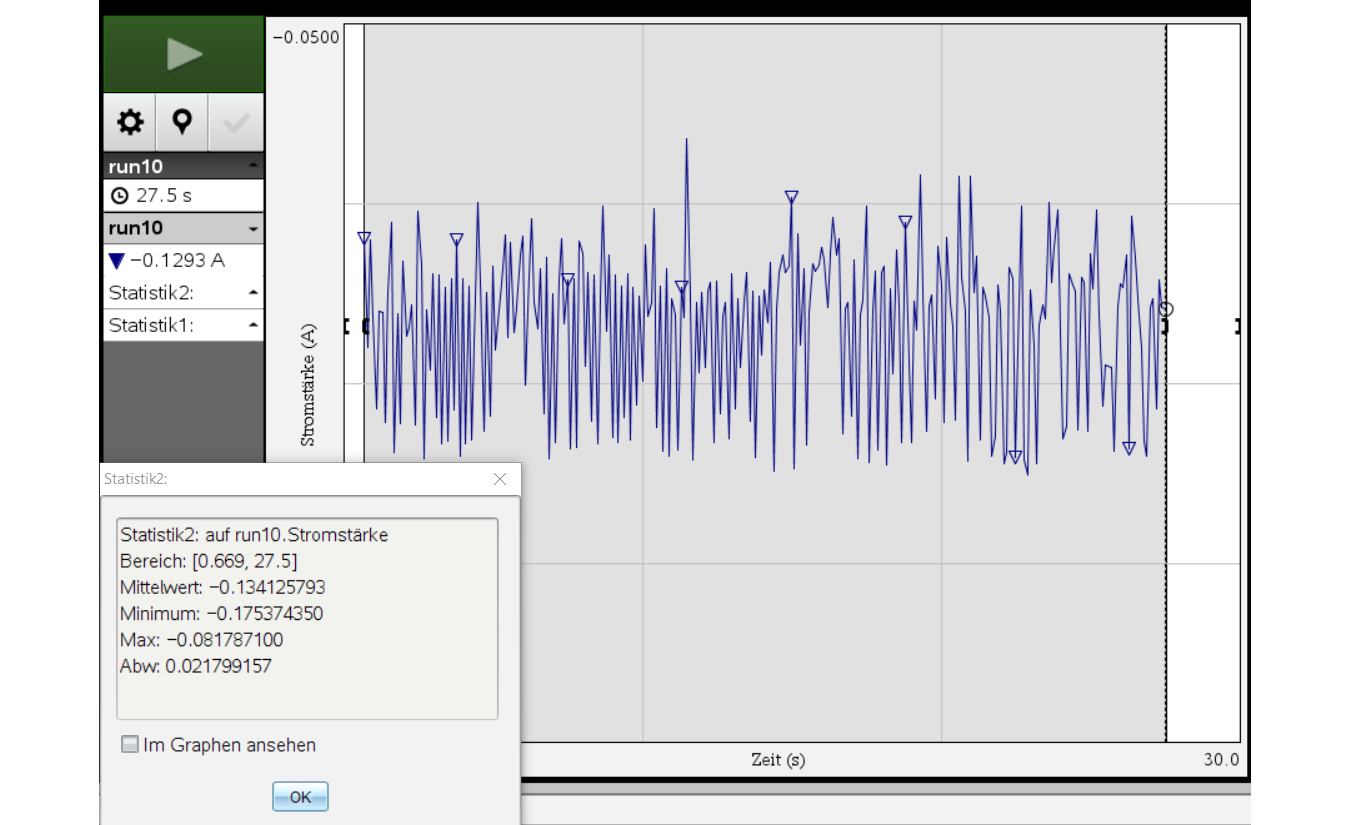 −0.0500
run10
27.5 s
run10
−0.1293 A
Statistik2:
Statistik1:
Stromstärke (A)
Zeit (s)
30.0
Statistik2:
Statistik2: auf run10.Stromstärke
Bereich: [0.669, 27.5]
Mittelwert: −0.134125793
Minimum: −0.175374350
Max: −0.081787100
Abw: 0.021799157
Im Graphen ansehen
OK